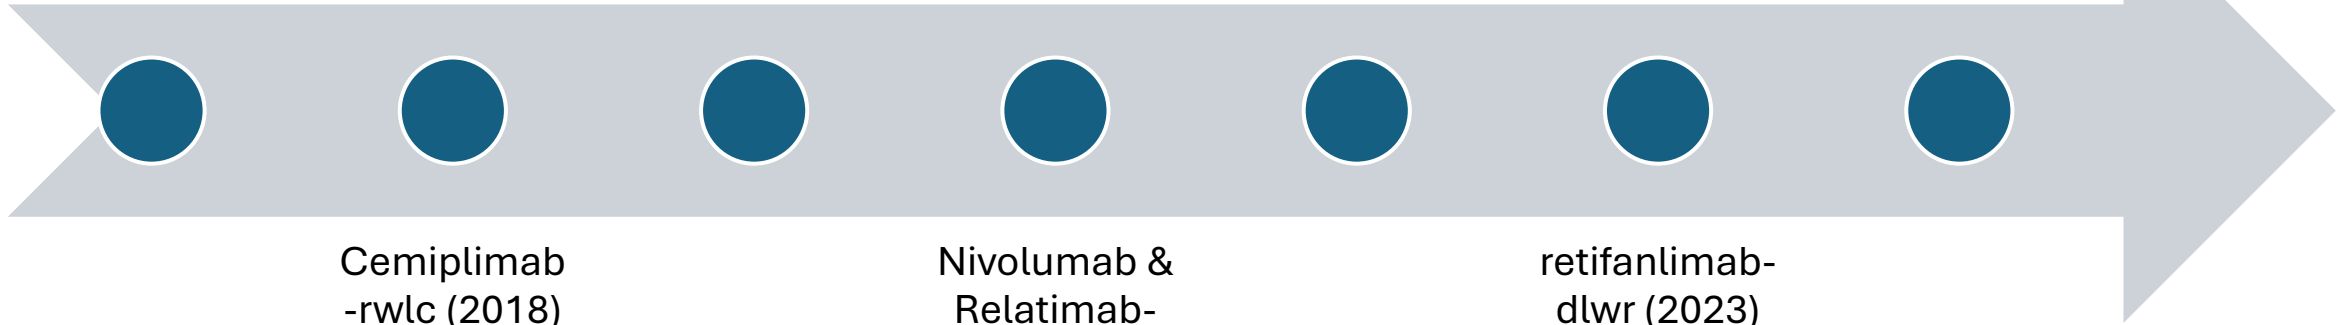 Cemiplimab
-rwlc (2018)
Nivolumab &
Relatimab-
retifanlimab-
dlwr (2023)